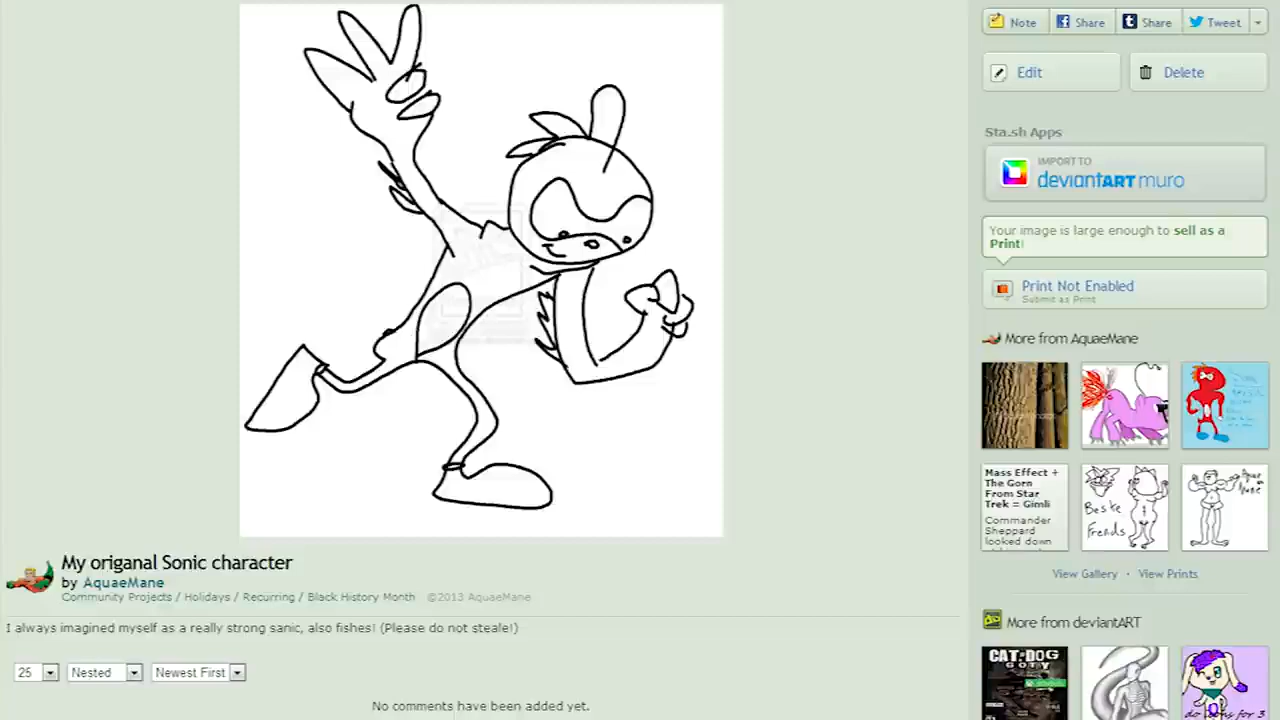 Note Share Share Tweet
Edit Delete
Sta.sh Apps
IMPORT TO
deviantART muro
Your image is large enough to sell as a
Print!
Print Not Enabled
Submit as Print
More from AquaeMane
Mass Effect +
The Gorn
From Star
Trek = Gimli
Commander
Sheppard
looked down
Beste
Frends
View Gallery · View Prints
More from deviantART
CAT DOG
GOTY
My origanal Sonic character
by AquaeMane
Community Projects / Holidays / Recurring / Black History Month ©2013 AquaeMane
I always imagined myself as a really strong sanic, also fishes! (Please do not steale!)
25 Nested Newest First
No comments have been added yet.